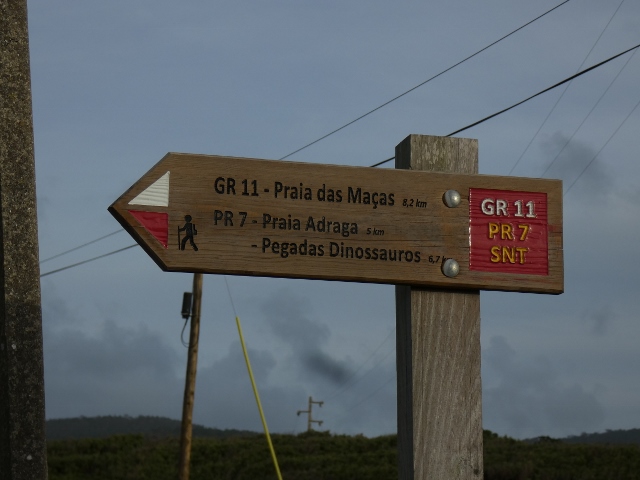 GR 11 - Praia das Maças 8,2 km
PR 7 - Praia Adraga 5 km
- Pegadas Dinossauros 6,7
GR 11
PR 7
SNT